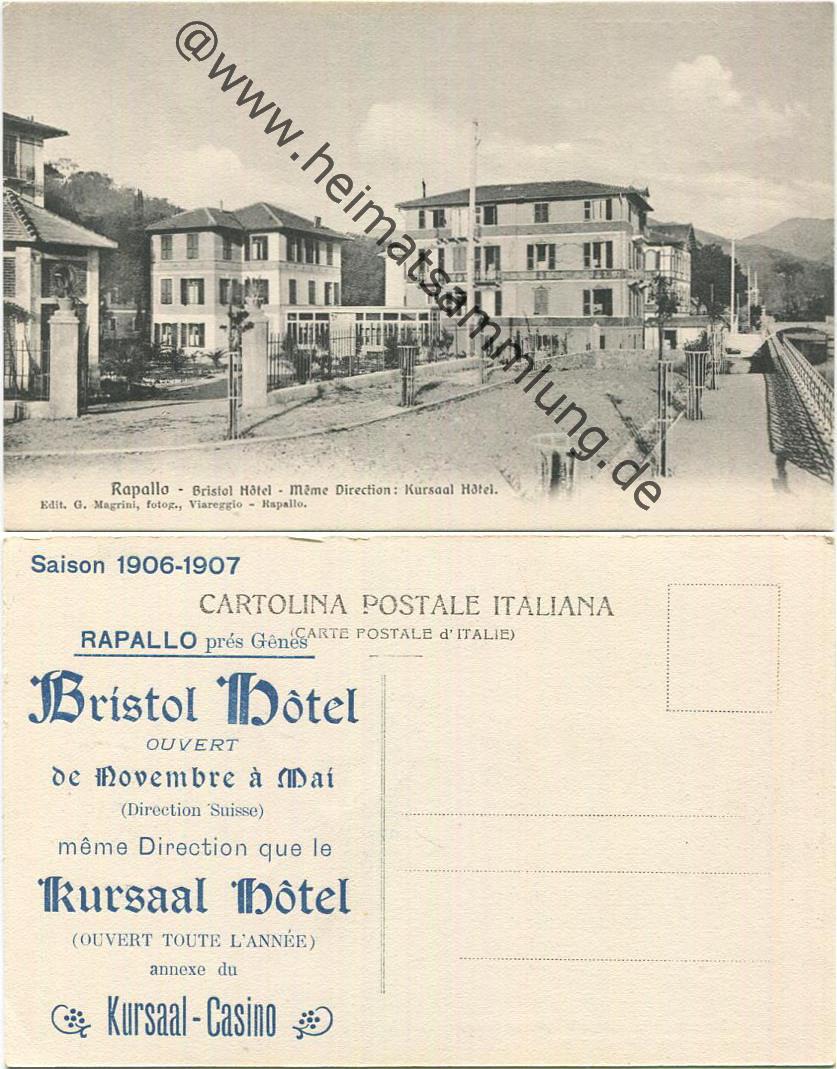 @www.heimatsammlung.de
Rapallo - Bristol Hôtel - Même Direction: Kursaal Hôtel.
Edit. G. Magrini, fotog., Viareggio - Rapallo.
Saison 1906-1907
CARTOLINA POSTALE ITALIANA
(CARTE POSTALE d'ITALIE)
RAPALLO prés Gênes
Bristol Hôtel
OUVERT
de Novembre à Mai
(Direction Suisse)
même Direction que le
Kursaal Hôtel
(OUVERT TOUTE L'ANNÉE)
annexe du
Kursaal-Casino